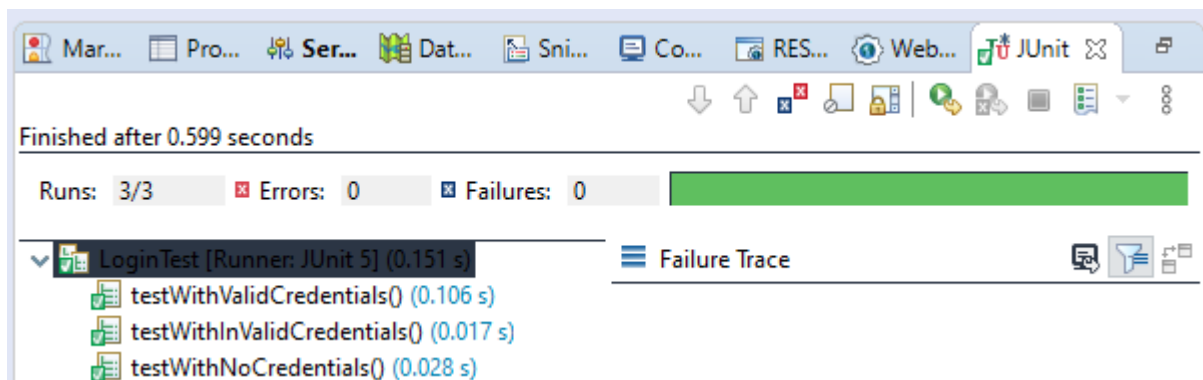 Mar... Pro... Ser... Dat... Sni... Co... RES... Web... JUnit
Finished after 0.599 seconds
Runs: 3/3 Errors: 0 Failures: 0
LoginTest [Runner: JUnit 5] (0.151 s)
Failure Trace
testWithValidCredentials() (0.106 s)
testWithInValidCredentials() (0.017 s)
testWithNoCredentials() (0.028 s)